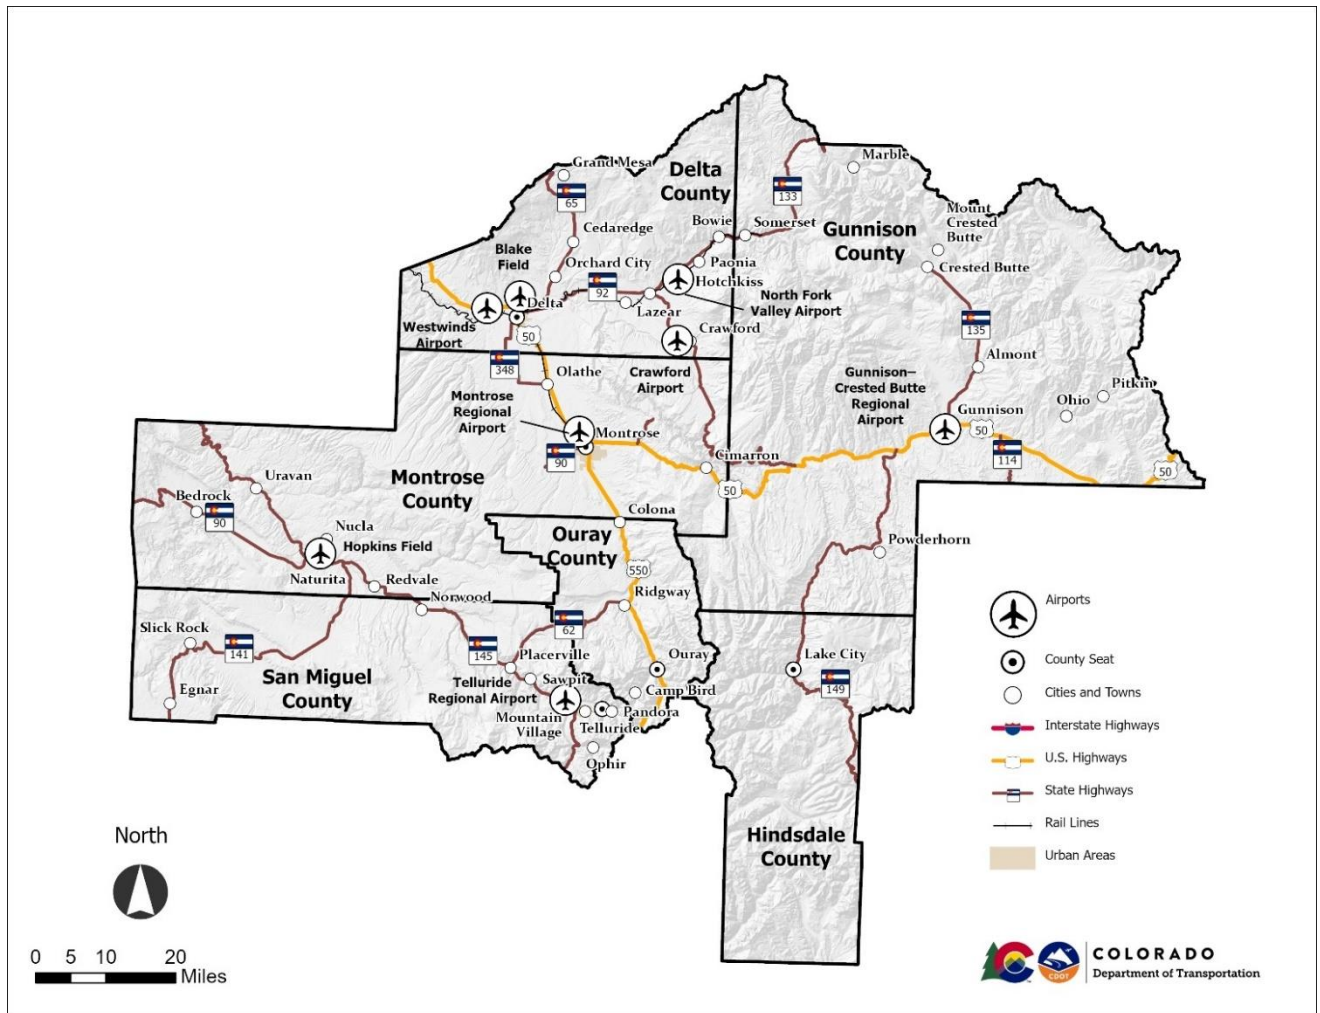 Marble
Grand Mesa
Delta
County
133
65
Mount
Crested
Butte
Bowie
Somerset
Gunnison
County
Cedaredge
Blake
Field
Paonia
Orchard City
Crested Butte
Hotchkiss
92
North Fork
Valley Airport
Delta
Lazear
Westwinds
Airport
50
Crawford
135
348
Almont
Olathe
Crawford
Airport
Gunnison–
Crested Butte
Regional
Airport
Pitkin
Montrose
Regional
Airport
Ohio
Gunnison
50
Montrose
90
Cimarron
114
50
50
Uravan
Montrose
County
Bedrock
90
Colona
Nucla
Hopkins Field
Ouray
County
Powderhorn
550
Naturita
Redvale
Ridgway
Norwood
Slick Rock
141
62
145
Placerville
Ouray
Lake City
San Miguel
County
Telluride
Regional Airport
Sawpit
Camp Bird
149
Egnar
Mountain
Village
Pandora
Telluride
Ophir
Hindsdale
County
Airports
County Seat
Cities and Towns
Interstate Highways
U.S. Highways
State Highways
Rail Lines
Urban Areas
North
0 5 10 20
Miles
CDOT
COLORADO
Department of Transportation